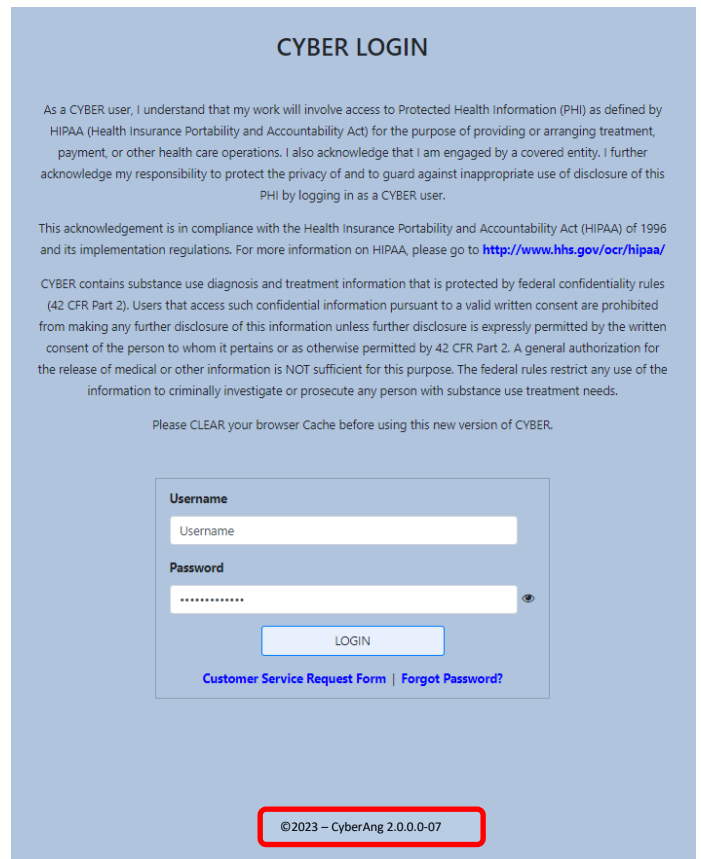 CYBER LOGIN
As a CYBER user, I understand that my work will involve access to Protected Health Information (PHI) as defined by
HIPAA (Health Insurance Portability and Accountability Act) for the purpose of providing or arranging treatment,
payment, or other health care operations. I also acknowledge that I am engaged by a covered entity. I further
acknowledge my responsibility to protect the privacy of and to guard against inappropriate use of disclosure of this
PHI by logging in as a CYBER user.
This acknowledgement is in compliance with the Health Insurance Portability and Accountability Act (HIPAA) of 1996
and its implementation regulations. For more information on HIPAA, please go to http://www.hhs.gov/ocr/hipaa/
CYBER contains substance use diagnosis and treatment information that is protected by federal confidentiality rules
(42 CFR Part 2). Users that access such confidential information pursuant to a valid written consent are prohibited
from making any further disclosure of this information unless further disclosure is expressly permitted by the written
consent of the person to whom it pertains or as otherwise permitted by 42 CFR Part 2. A general authorization for
the release of medical or other information is NOT sufficient for this purpose. The federal rules restrict any use of the
information to criminally investigate or prosecute any person with substance use treatment needs.
Please CLEAR your browser Cache before using this new version of CYBER.
Username
Username
Password
•••••••••••••
LOGIN
Customer Service Request Form | Forgot Password?
©2023 – CyberAng 2.0.0.0-07